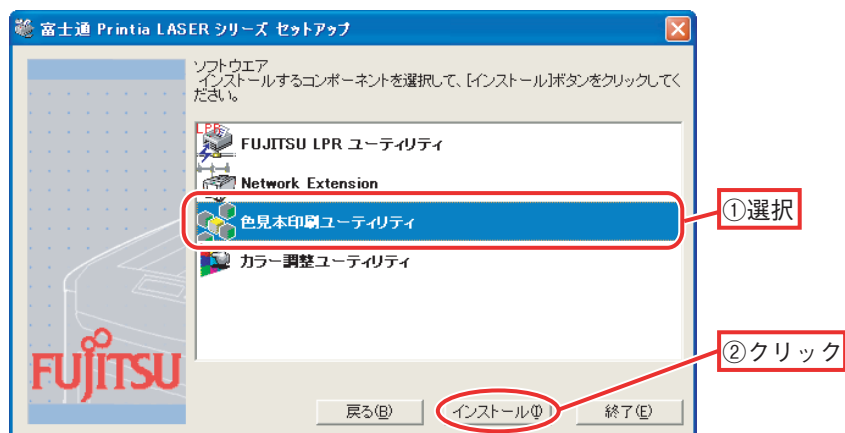 富士通 Printia LASER シリーズ セットアップ
ソフトウエア
インストールするコンポーネントを選択して、[インストール]ボタンをクリックしてく
ださい。
LPR
FUJITSU LPR ユーティリティ
Network Extension
色見本印刷ユーティリティ
①選択
カラー調整ユーティリティ
FUJITSU
②クリック
戻る(B)
インストール(I)
終了(E)